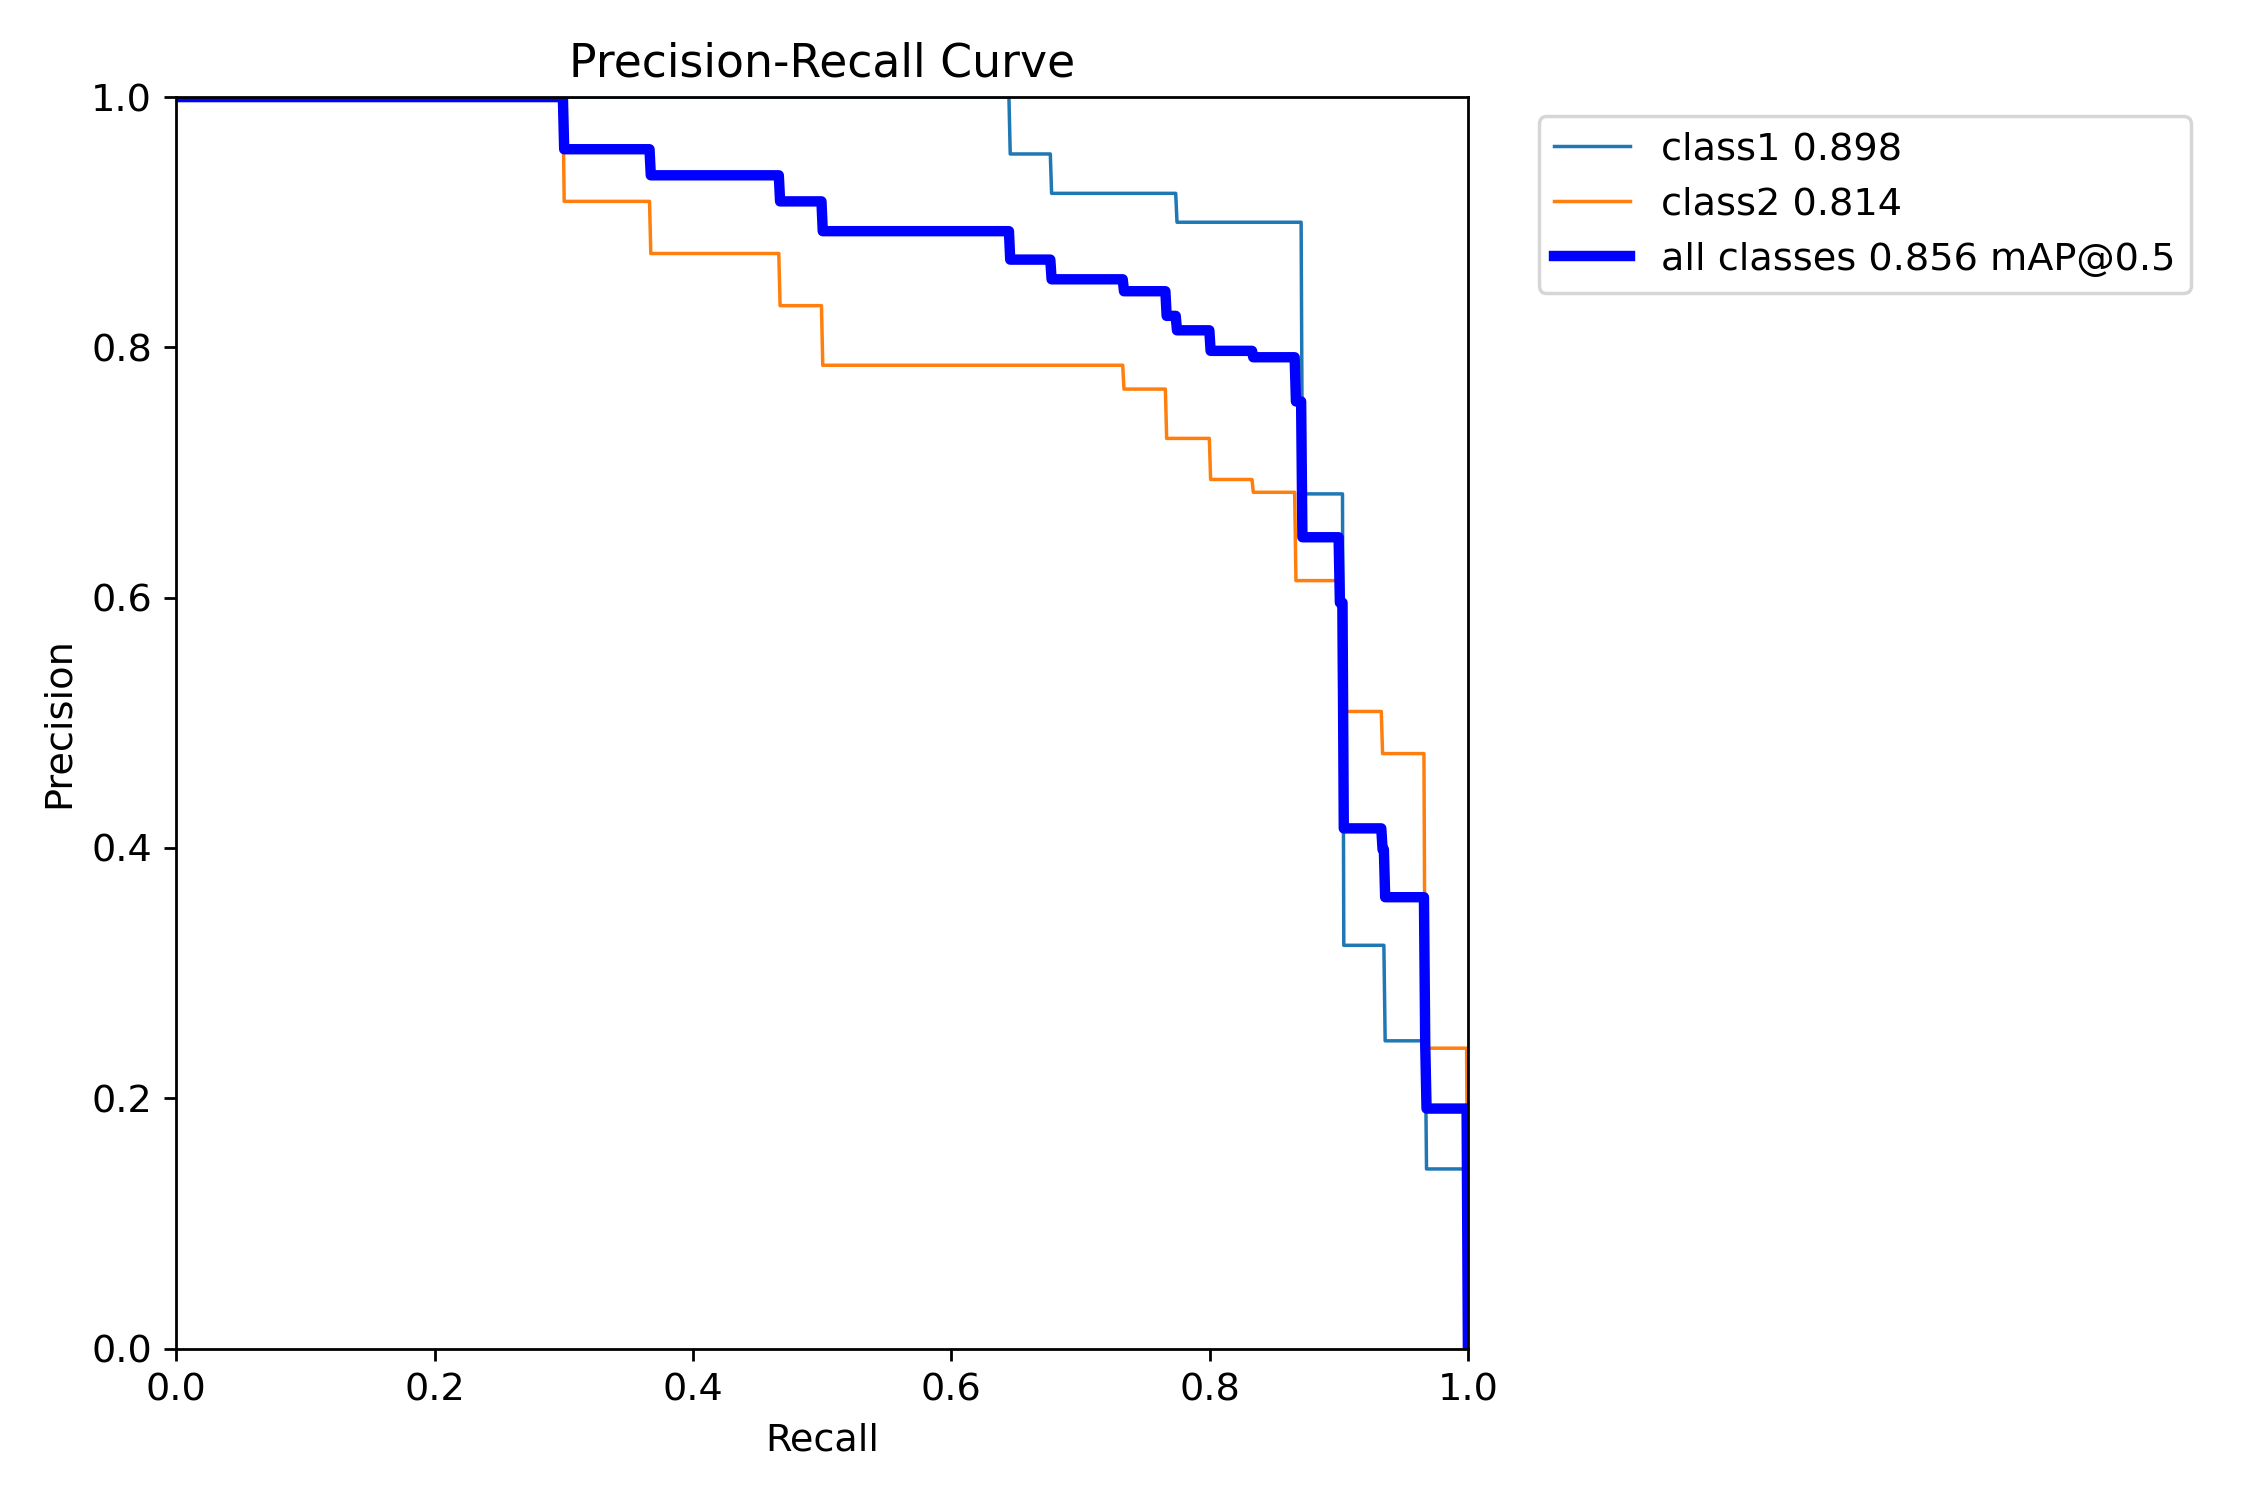 Precision-Recall Curve
1.0
0.8
0.6
0.4
0.2
0.0
Precision
0.0 0.2 0.4 0.6 0.8 1.0
Recall
class1 0.898
class2 0.814
all classes 0.856 mAP@0.5